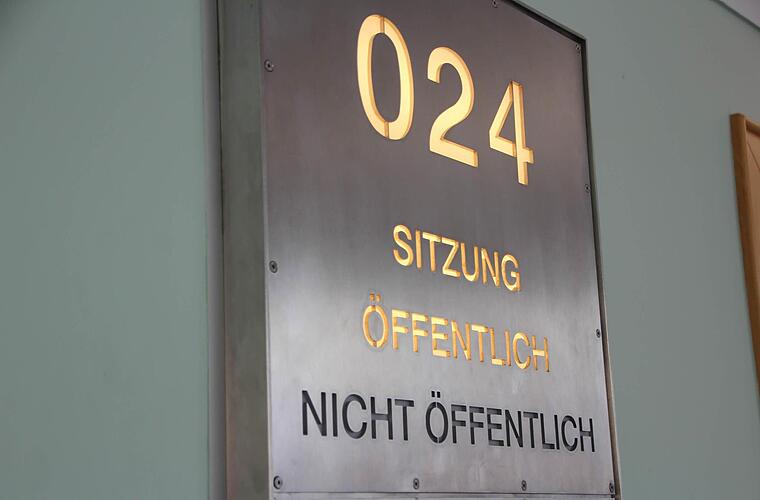 024
SITZUNG
ÖFFENTLICH
NICHT ÖFFENTLICH